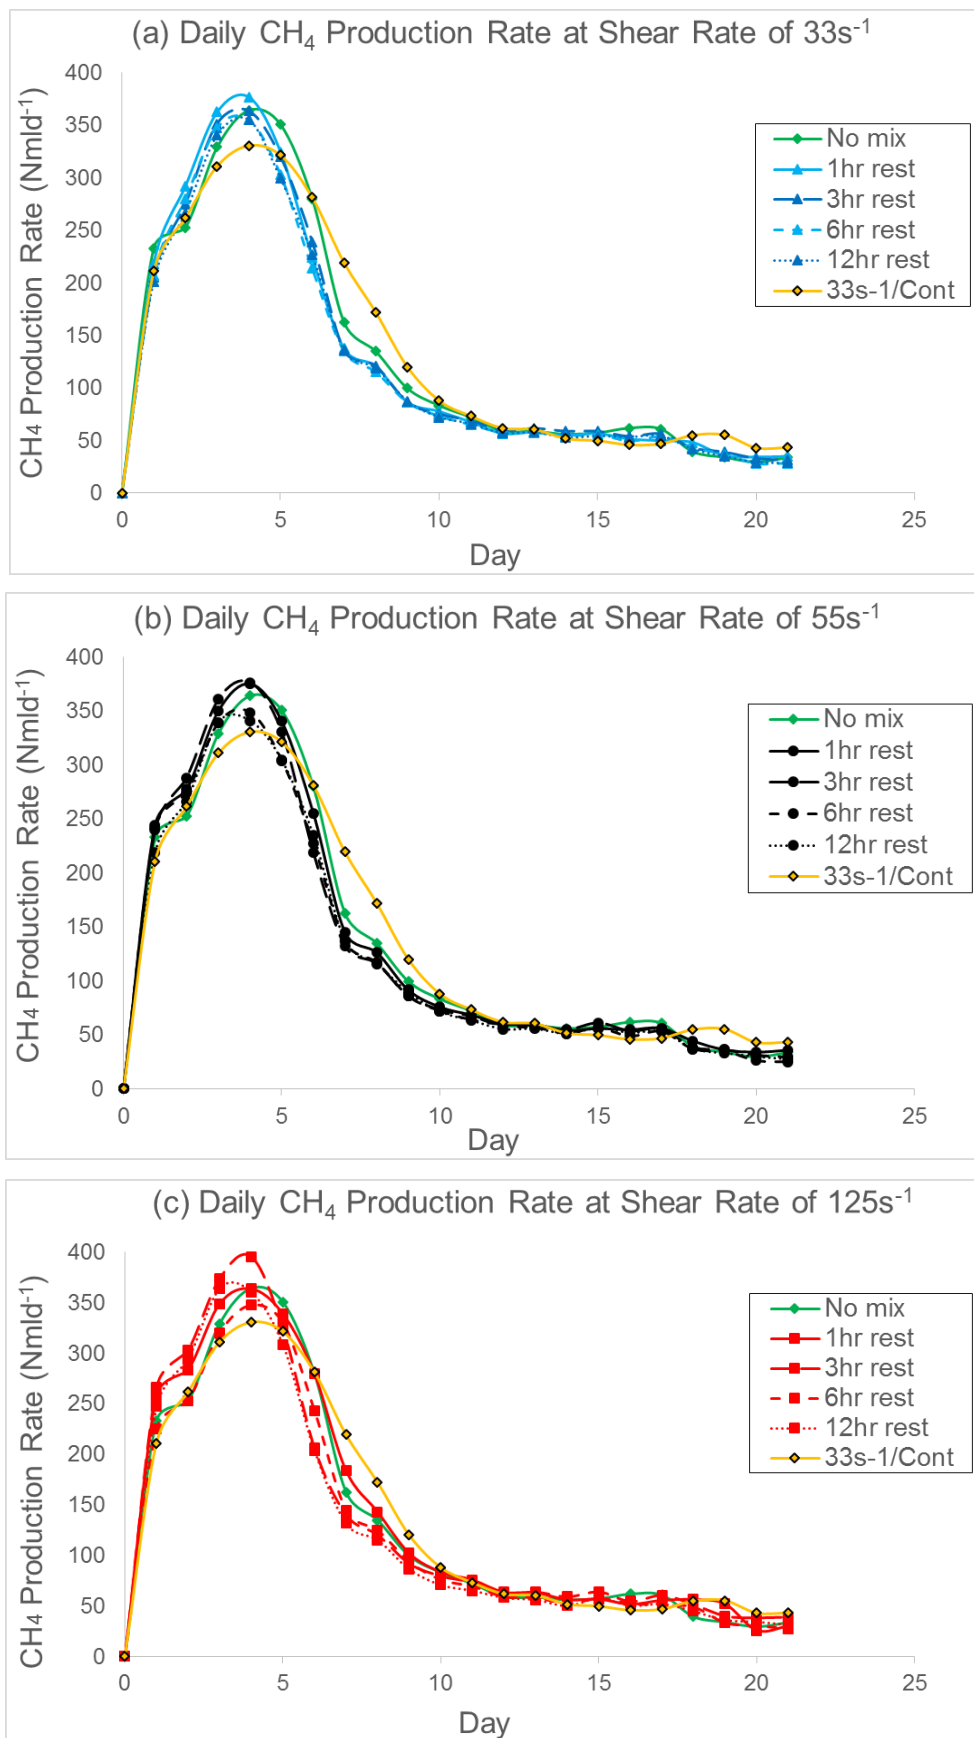 (a) Daily CH₄ Production Rate at Shear Rate of 33s⁻¹
CH₄ Production Rate (Nmld⁻¹)
400
350
300
250
200
150
100
50
0
0 5 10 15 20 25
Day
No mix
1hr rest
3hr rest
6hr rest
12hr rest
33s-1/Cont
(b) Daily CH₄ Production Rate at Shear Rate of 55s⁻¹
CH₄ Production Rate (Nmld⁻¹)
400
350
300
250
200
150
100
50
0
0 5 10 15 20 25
Day
No mix
1hr rest
3hr rest
6hr rest
12hr rest
33s-1/Cont
(c) Daily CH₄ Production Rate at Shear Rate of 125s⁻¹
CH₄ Production Rate (Nmld⁻¹)
400
350
300
250
200
150
100
50
0
0 5 10 15 20 25
Day
No mix
1hr rest
3hr rest
6hr rest
12hr rest
33s-1/Cont